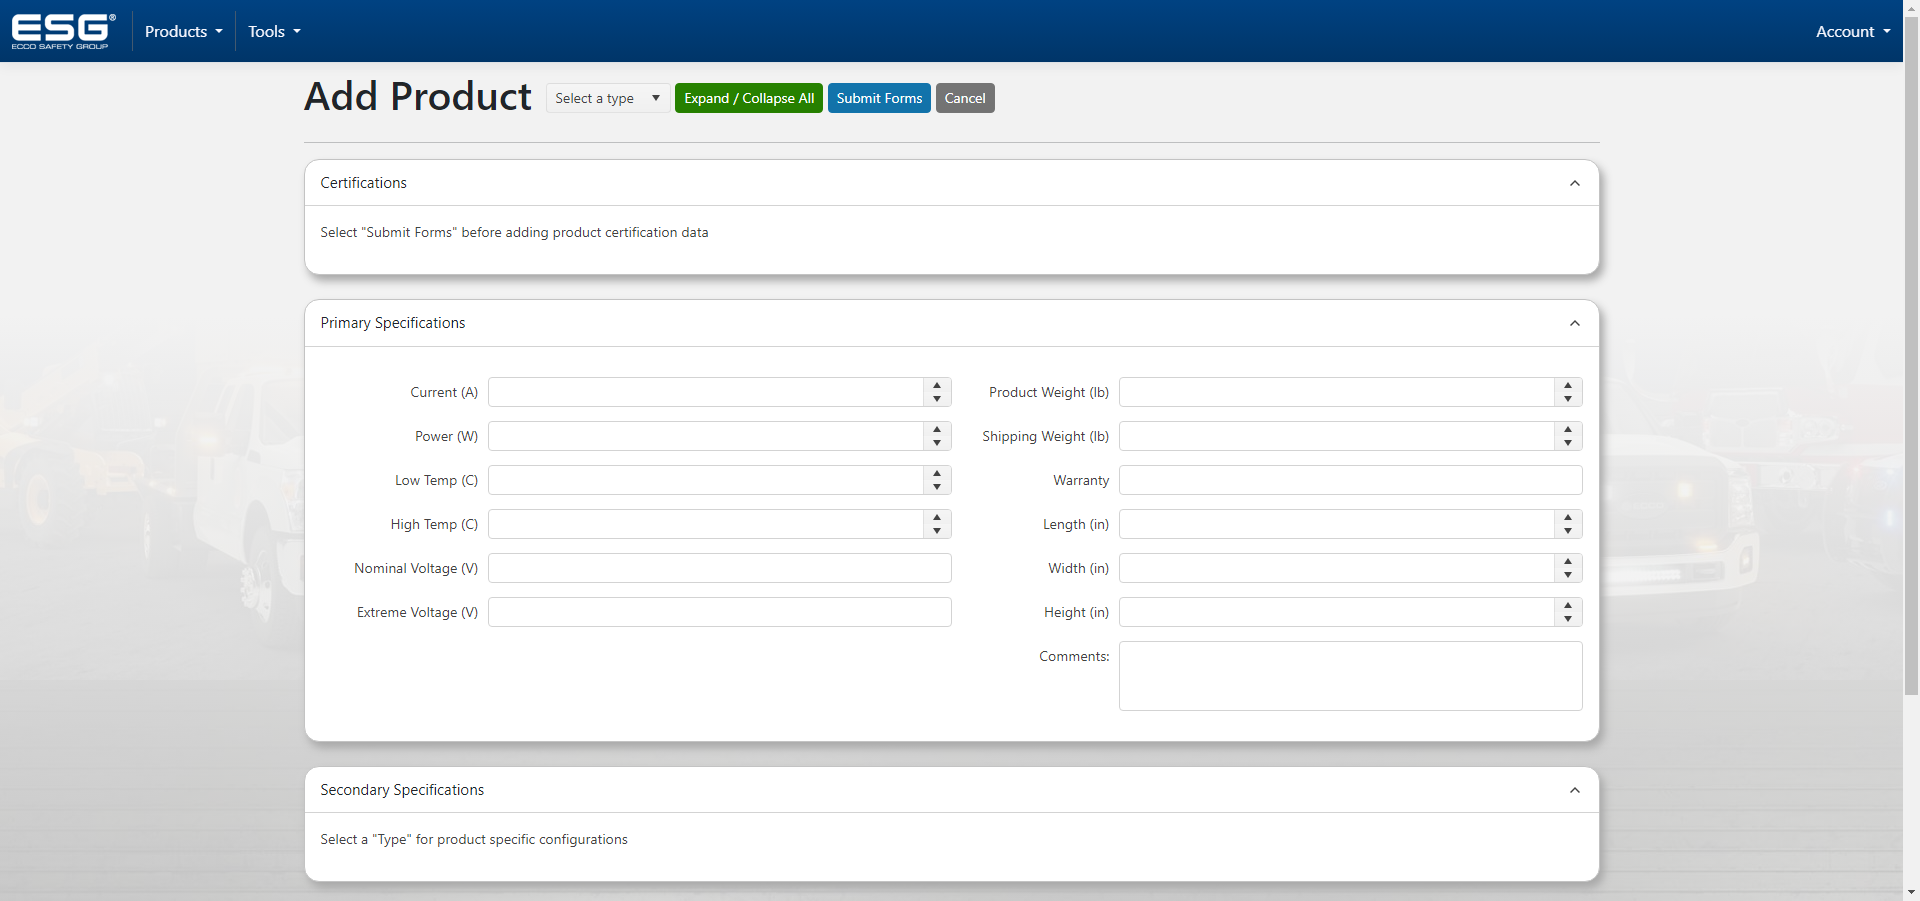 ESG®
ECCO SAFETY GROUP
Products
Tools
Account
Add Product
Select a type
Expand / Collapse All
Submit Forms
Cancel
Certifications
Select "Submit Forms" before adding product certification data
Primary Specifications
Current (A)
Product Weight (lb)
Power (W)
Shipping Weight (lb)
Low Temp (C)
Warranty
High Temp (C)
Length (in)
Nominal Voltage (V)
Width (in)
Extreme Voltage (V)
Height (in)
Comments:
Secondary Specifications
Select a "Type" for product specific configurations